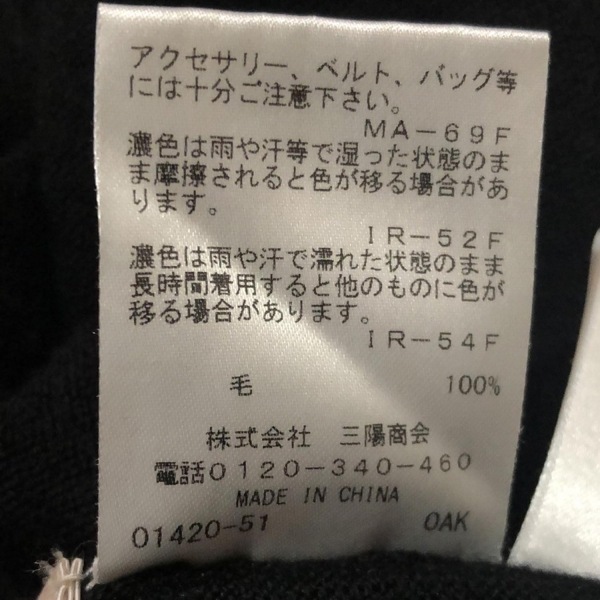 アクセサリー、ベルト、バッグ等
には十分ご注意下さい。
MA-69F
濃色は雨や汗等で湿った状態のま
ま摩擦されると色が移る場合があ
ります。
IR-52F
濃色は雨や汗で濡れた状態のまま
長時間着用すると他のものに色が
移る場合があります。
IR-54F
毛 100%
株式会社 三陽商会
電話0120-340-460
MADE IN CHINA
01420-51 OAK